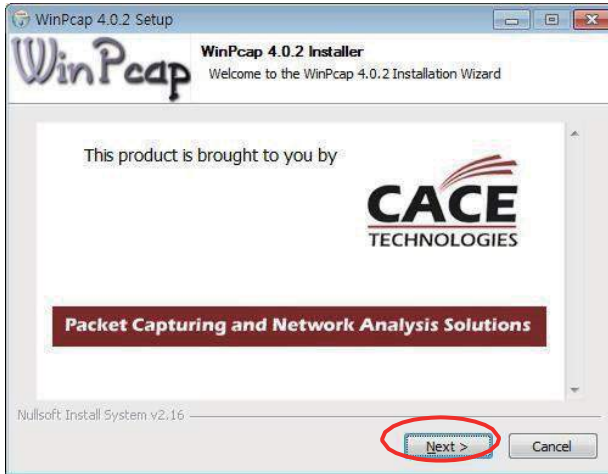 WinPcap 4.0.2 Setup
WinPcap
WinPcap 4.0.2 Installer
Welcome to the WinPcap 4.0.2 Installation Wizard
This product is brought to you by
CACE
TECHNOLOGIES
Packet Capturing and Network Analysis Solutions
Nullsoft Install System v2.16
Next >
Cancel